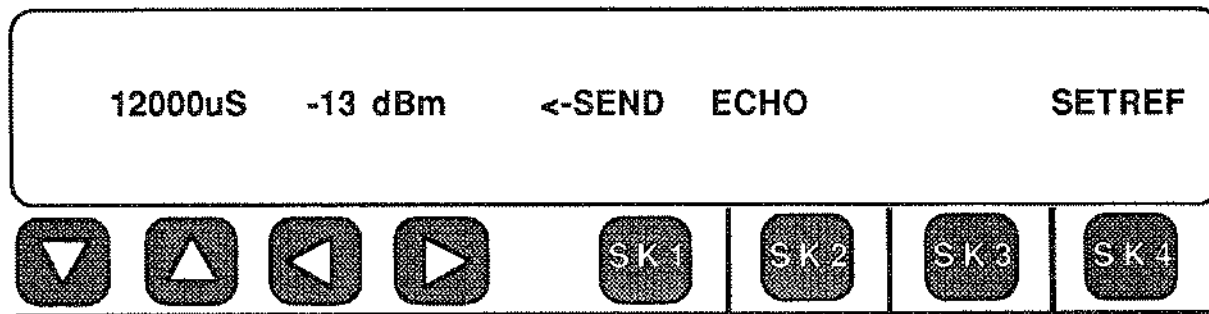 12000uS -13 dBm <-SEND ECHO SETREF
SK1 SK2 SK3 SK4